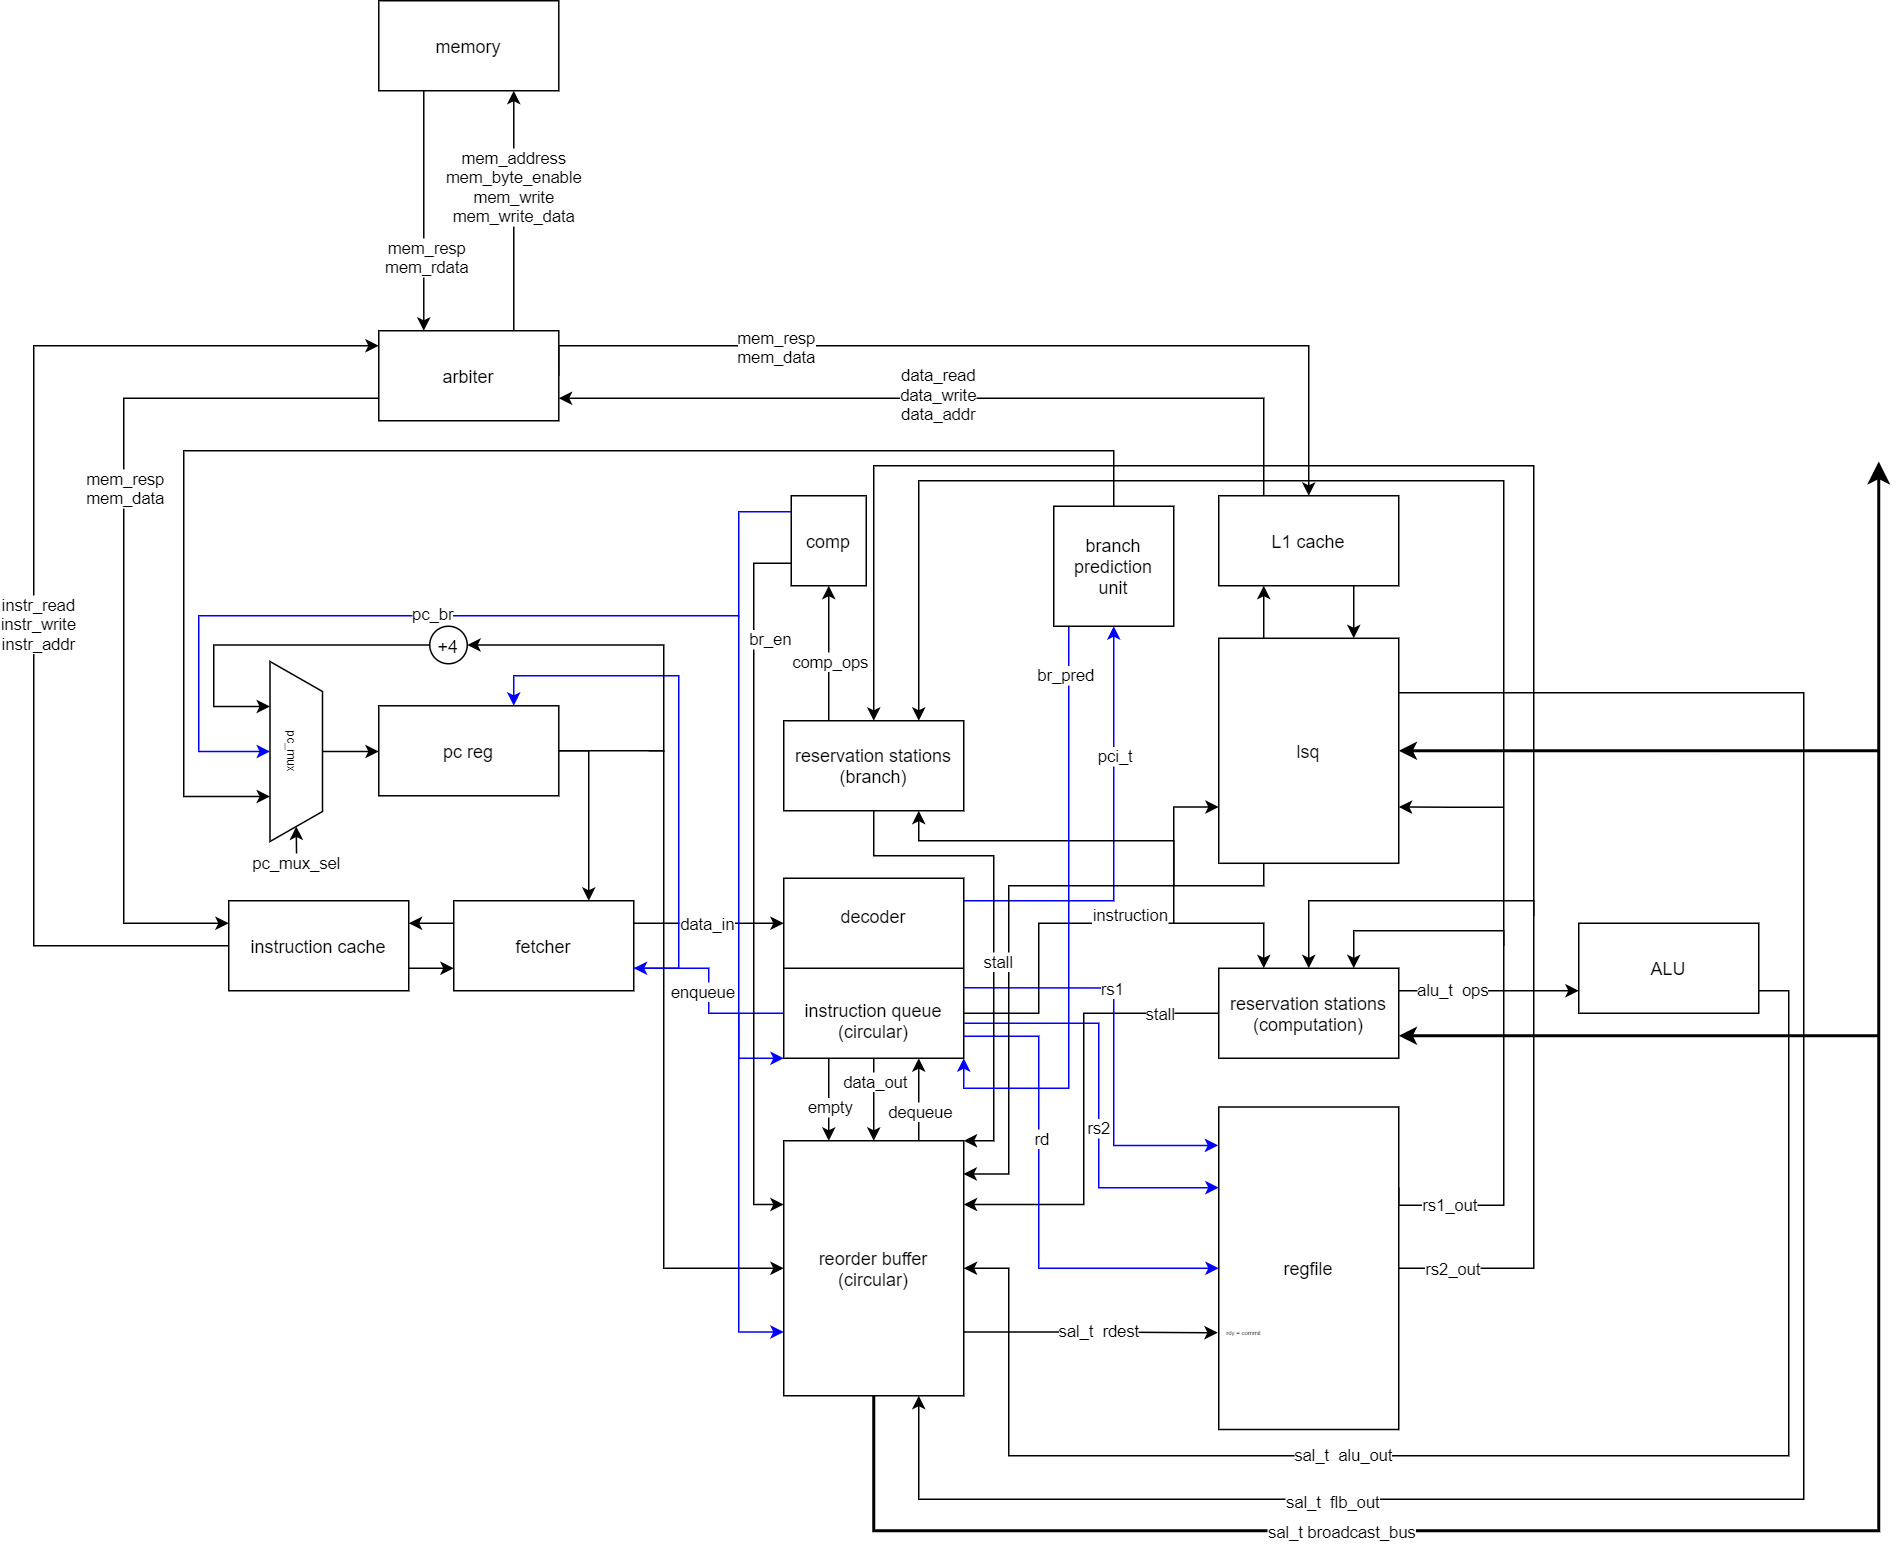 memory
mem_address
mem_byte_enable
mem_write
mem_write_data
mem_resp
mem_rdata
arbiter
mem_resp
mem_data
data_read
data_write
data_addr
mem_resp
mem_data
instr_read
instr_write
instr_addr
comp
branch
prediction
unit
L1 cache
pc_br
+4
br_en
comp_ops
br_pred
pc_mux
pc reg
reservation stations
(branch)
pci_t
lsq
pc_mux_sel
instruction cache
fetcher
data_in
decoder
instruction
stall
enqueue
instruction queue
(circular)
rs1
stall
reservation stations
(computation)
alu_t ops
ALU
data_out
empty
dequeue
rd
rs2
rs1_out
reorder buffer
(circular)
regfile
rs2_out
sal_t rdest
rdy = commit
sal_t alu_out
sal_t flb_out
sal_t broadcast_bus